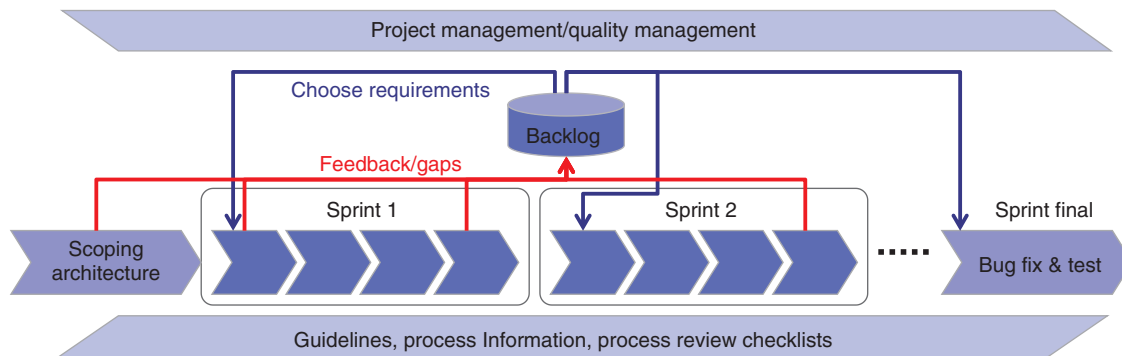 Project management/quality management
Choose requirements
Backlog
Feedback/gaps
Sprint 1
Sprint 2
Sprint final
Scoping
architecture
Bug fix & test
Guidelines, process Information, process review checklists